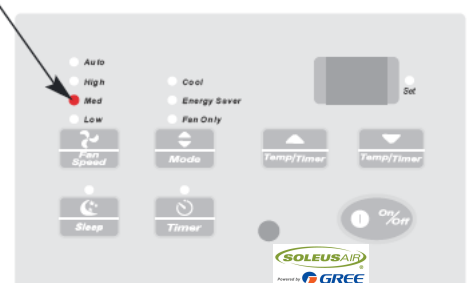 Auto
High
Cool
Med
Energy Saver
Set
Low
Fan Only
Fan
Speed
Mode
Temp/Timer
Temp/Timer
Sleep
Timer
On/Off
SOLEUSAIR®
Powered by GREE